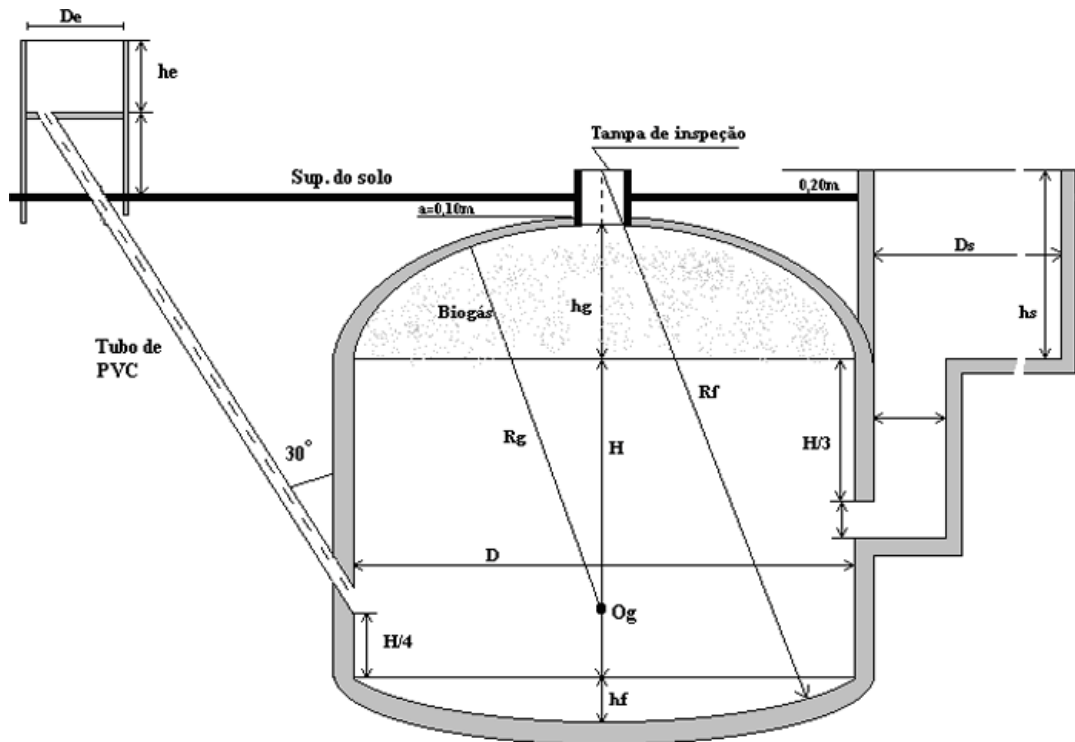 De
he
Tampa de inspeção
Sup. do solo
0,20m
a=0,10m
Ds
hg
hs
Biogás
Tubo de
PVC
Rf
Rg
H
H/3
30°
D
Og
H/4
hf